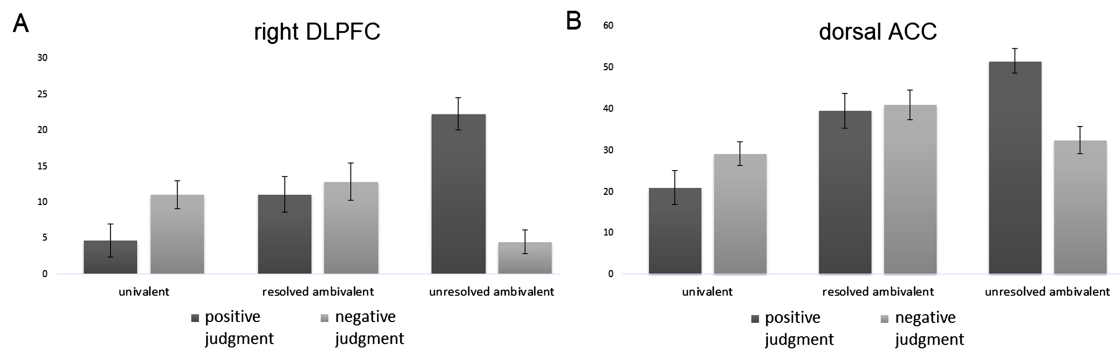 A
right DLPFC
30
25
20
15
10
5
0
univalent
resolved ambivalent
unresolved ambivalent
positive judgment
negative judgment
B
dorsal ACC
60
50
40
30
20
10
0
univalent
resolved ambivalent
unresolved ambivalent
positive
judgment
negative
judgment